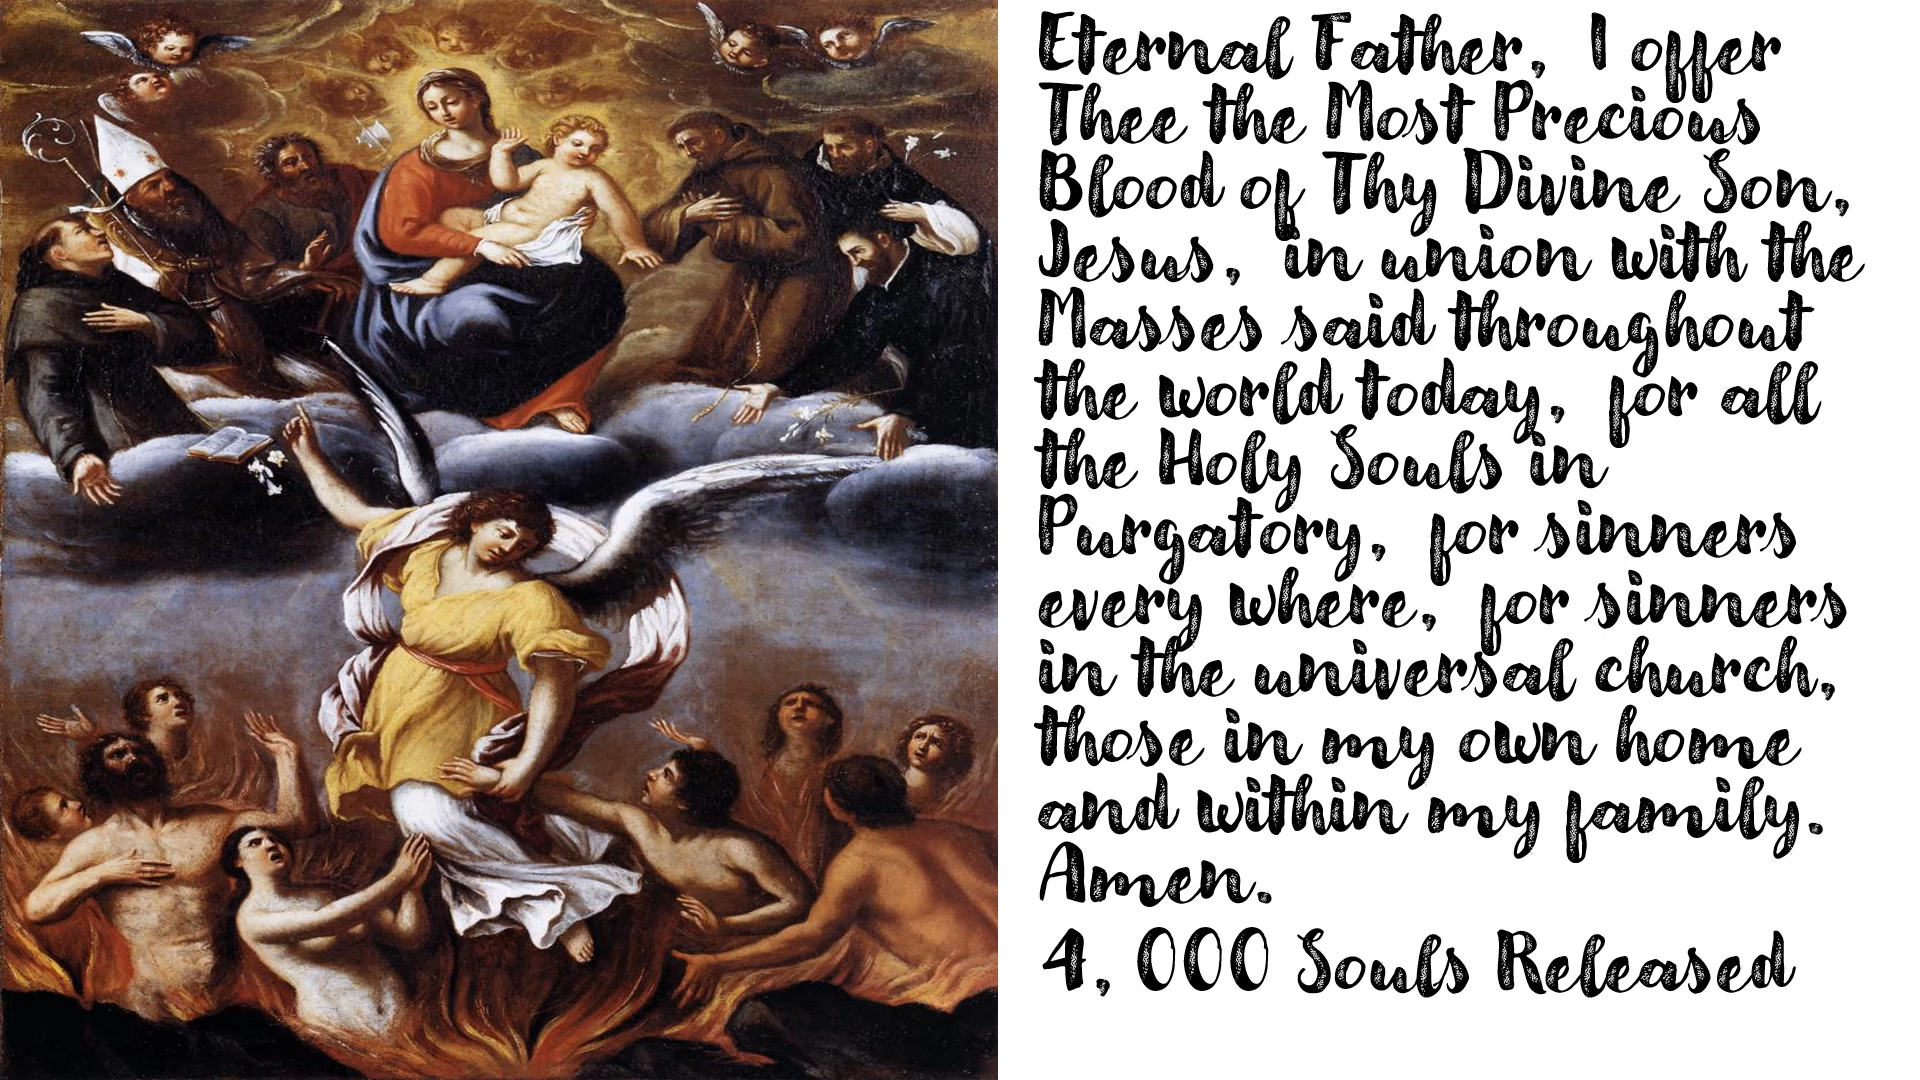 Eternal Father, I offer
Thee the Most Precious
Blood of Thy Divine Son,
Jesus, in union with the
Masses said throughout
the world today, for all
the Holy Souls in
Purgatory, for sinners
every where, for sinners
in the universal church,
those in my own home
and within my family.
Amen.
4, 000 Souls Released